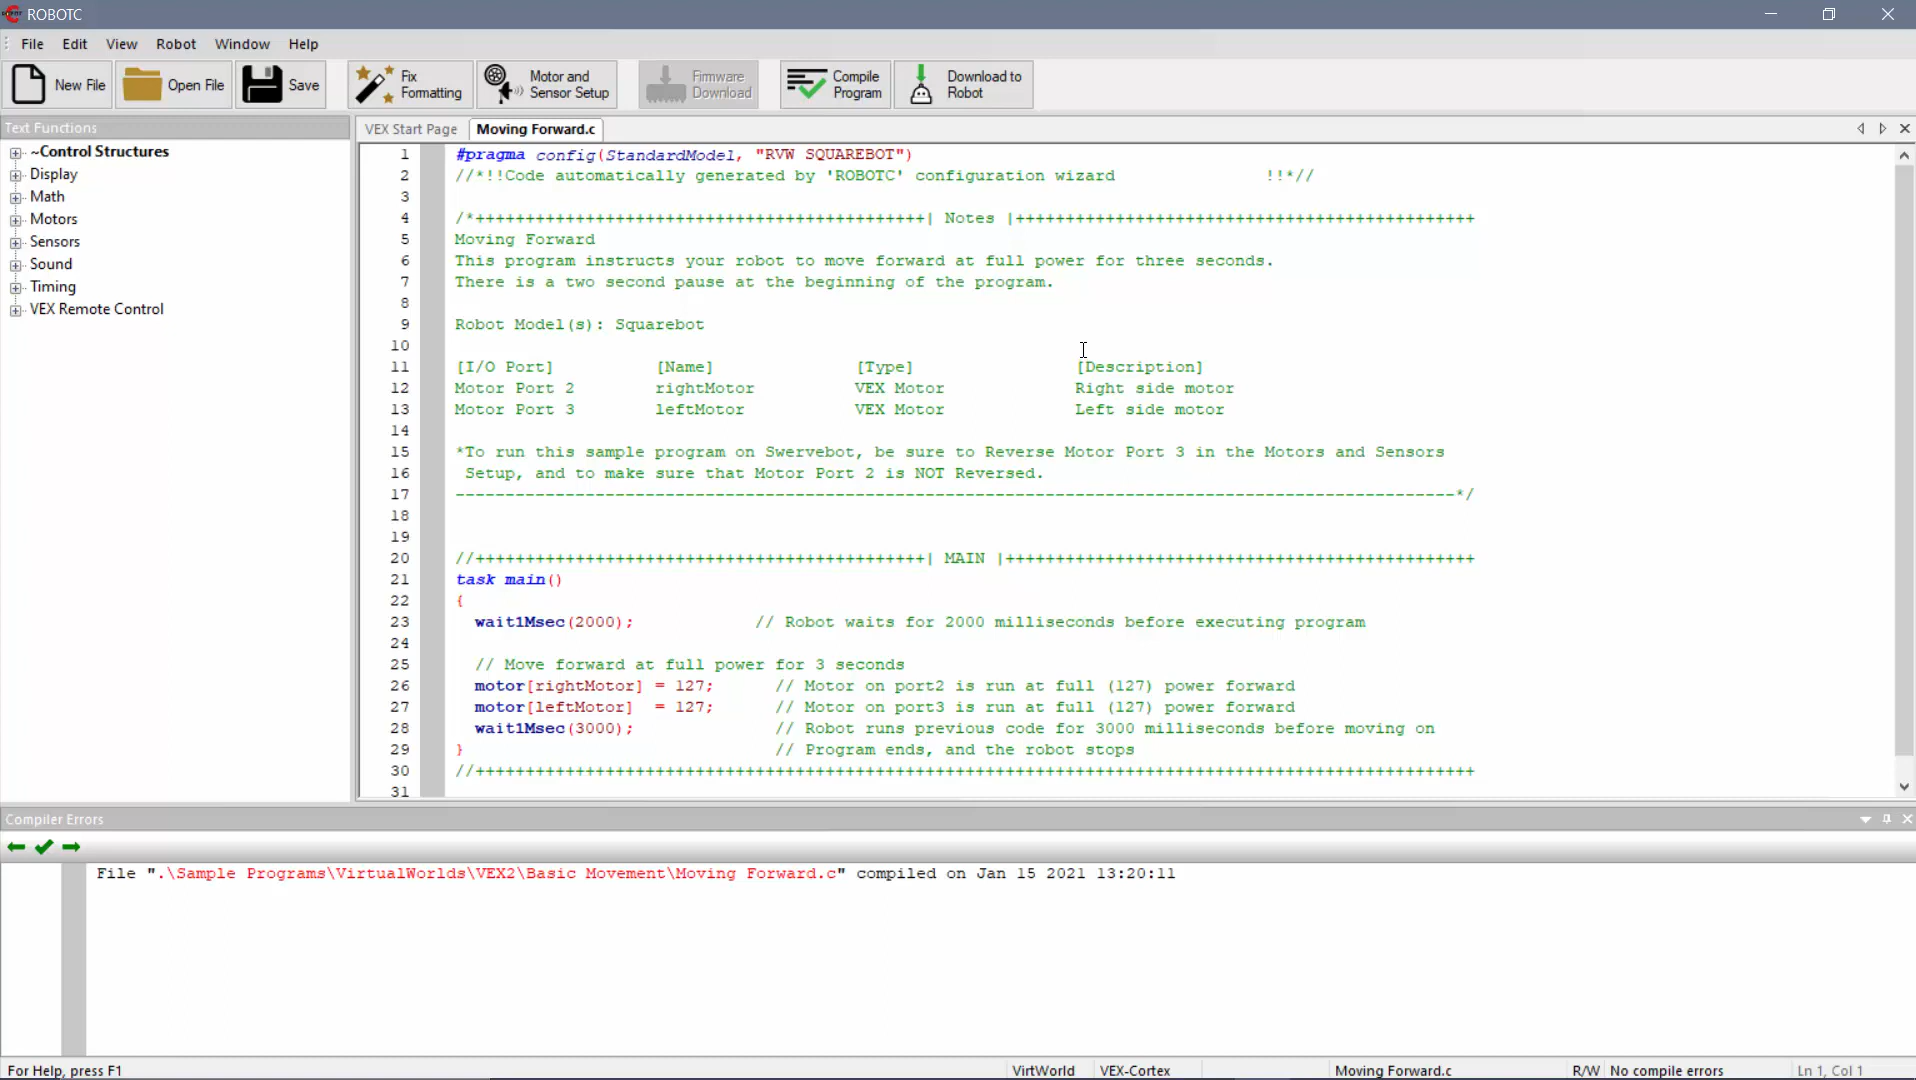 ROBOTC
File Edit View Robot Window Help
New File Open File Save Fix Formatting Motor and Sensor Setup Firmware Download Compile Program Download to Robot
Text Functions
~Control Structures
Display
Math
Motors
Sensors
Sound
Timing
VEX Remote Control
VEX Start Page Moving Forward.c
1 #pragma config(StandardModel, "RVW SQUAREBOT")
2 //*!!Code automatically generated by 'ROBOTC' configuration wizard !!*//
3
4 /*+++++++++++++++++++++++++++++++++++++++++++++| Notes |++++++++++++++++++++++++++++++++++++++++++++++
5 Moving Forward
6 This program instructs your robot to move forward at full power for three seconds.
7 There is a two second pause at the beginning of the program.
8
9 Robot Model(s): Squarebot
10
11 [I/O Port] [Name] [Type] [Description]
12 Motor Port 2 rightMotor VEX Motor Right side motor
13 Motor Port 3 leftMotor VEX Motor Left side motor
14
15 *To run this sample program on Swervebot, be sure to Reverse Motor Port 3 in the Motors and Sensors
16 Setup, and to make sure that Motor Port 2 is NOT Reversed.
17 ----------------------------------------------------------------------------------------------------*/
18
19
20 //+++++++++++++++++++++++++++++++++++++++++++++| MAIN |+++++++++++++++++++++++++++++++++++++++++++++++
21 task main()
22 {
23 wait1Msec(2000); // Robot waits for 2000 milliseconds before executing program
24
25 // Move forward at full power for 3 seconds
26 motor[rightMotor] = 127; // Motor on port2 is run at full (127) power forward
27 motor[leftMotor] = 127; // Motor on port3 is run at full (127) power forward
28 wait1Msec(3000); // Robot runs previous code for 3000 milliseconds before moving on
29 } // Program ends, and the robot stops
30 //++++++++++++++++++++++++++++++++++++++++++++++++++++++++++++++++++++++++++++++++++++++++++++++++++++
31
Compiler Errors
File ".\Sample Programs\VirtualWorlds\VEX2\Basic Movement\Moving Forward.c" compiled on Jan 15 2021 13:20:11
For Help, press F1 VirtWorld VEX-Cortex Moving Forward.c R/W No compile errors Ln 1, Col 1